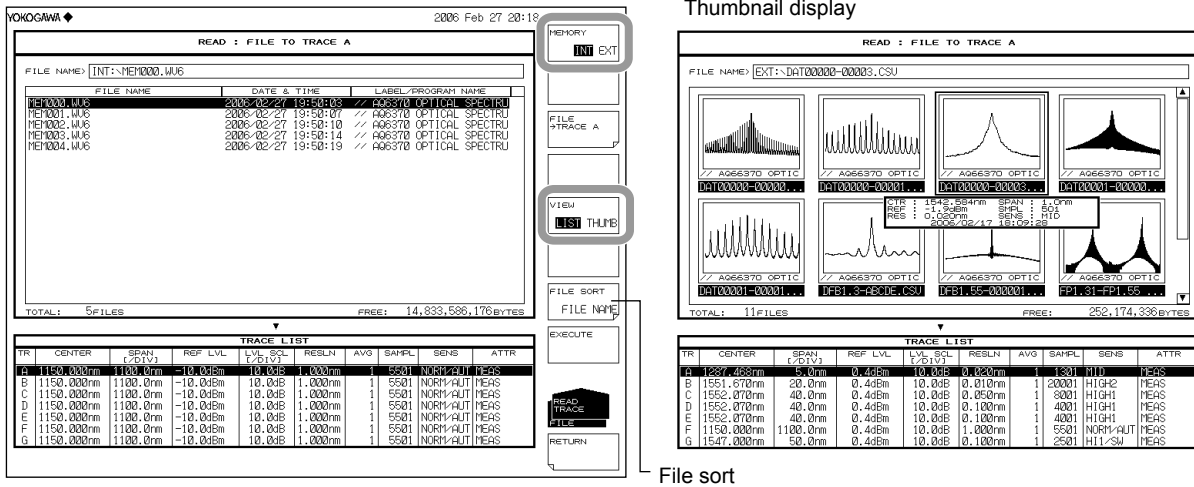 YOKOGAWA ◆ 2006 Feb 27 20:18
READ : FILE TO TRACE A
FILE NAME> INT:\MEM000.WV6
FILE NAME DATE & TIME LABEL/PROGRAM NAME
MEM000.WV6 2006/02/27 19:50:03 // AQ6370 OPTICAL SPECTRU
MEM001.WV6 2006/02/27 19:50:07 // AQ6370 OPTICAL SPECTRU
MEM002.WV6 2006/02/27 19:50:10 // AQ6370 OPTICAL SPECTRU
MEM003.WV6 2006/02/27 19:50:14 // AQ6370 OPTICAL SPECTRU
MEM004.WV6 2006/02/27 19:50:19 // AQ6370 OPTICAL SPECTRU
TOTAL: 5FILES FREE: 14,833,586,176BYTES
▼
TRACE LIST
TR CENTER SPAN [/DIV] REF LVL LVL SCL [/DIV] RESLN AVG SAMPL SENS ATTR
A 1150.000nm 1100.0nm -10.0dBm 10.0dB 1.000nm 1 5501 NORM/AUT MEAS
B 1150.000nm 1100.0nm -10.0dBm 10.0dB 1.000nm 1 5501 NORM/AUT MEAS
C 1150.000nm 1100.0nm -10.0dBm 10.0dB 1.000nm 1 5501 NORM/AUT MEAS
D 1150.000nm 1100.0nm -10.0dBm 10.0dB 1.000nm 1 5501 NORM/AUT MEAS
E 1150.000nm 1100.0nm -10.0dBm 10.0dB 1.000nm 1 5501 NORM/AUT MEAS
F 1150.000nm 1100.0nm -10.0dBm 10.0dB 1.000nm 1 5501 NORM/AUT MEAS
G 1150.000nm 1100.0nm -10.0dBm 10.0dB 1.000nm 1 5501 NORM/AUT MEAS
MEMORY
INT EXT
FILE
→TRACE A
VIEW
LIST THUMB
FILE SORT
FILE NAME
EXECUTE
READ
TRACE
FILE
RETURN
File sort
Thumbnail display
READ : FILE TO TRACE A
FILE NAME> EXT:\DAT00000-00003.CSV
// AQ66370 OPTIC // AQ66370 OPTIC // AQ66370 OPTIC // AQ66370 OPTIC
DAT00000-00000... DAT00000-00001... DAT00000-00003... DAT00001-00000...
CTR : 1542.584nm SPAN : 1.0nm
REF : -1.9dBm SMPL : 501
RES : 0.020nm SENS : MID
2006/02/17 18:09:28
// AQ66370 OPTIC // AQ66370 OPTIC // AQ66370 OPTIC // AQ66370 OPTIC
DAT00001-00001... DFB1.3-ABCDE.CSV DFB1.55-000001... FP1.31-FP1.55 ...
TOTAL: 11FILES FREE: 252,174,336BYTES
▼
TRACE LIST
TR CENTER SPAN [/DIV] REF LVL LVL SCL [/DIV] RESLN AVG SAMPL SENS ATTR
A 1287.468nm 5.0nm 0.4dBm 10.0dB 0.020nm 1 1301 MID MEAS
B 1551.670nm 20.0nm 0.4dBm 10.0dB 0.010nm 1 20001 HIGH2 MEAS
C 1552.070nm 40.0nm 0.4dBm 10.0dB 0.050nm 1 8001 HIGH1 MEAS
D 1552.070nm 40.0nm 0.4dBm 10.0dB 0.100nm 1 4001 HIGH1 MEAS
E 1552.070nm 40.0nm 0.4dBm 10.0dB 0.100nm 1 4001 HIGH1 MEAS
F 1150.000nm 1100.0nm 0.4dBm 10.0dB 1.000nm 1 5501 NORM/AUT MEAS
G 1547.000nm 50.0nm 0.4dBm 10.0dB 0.100nm 1 2501 HI1/SW MEAS